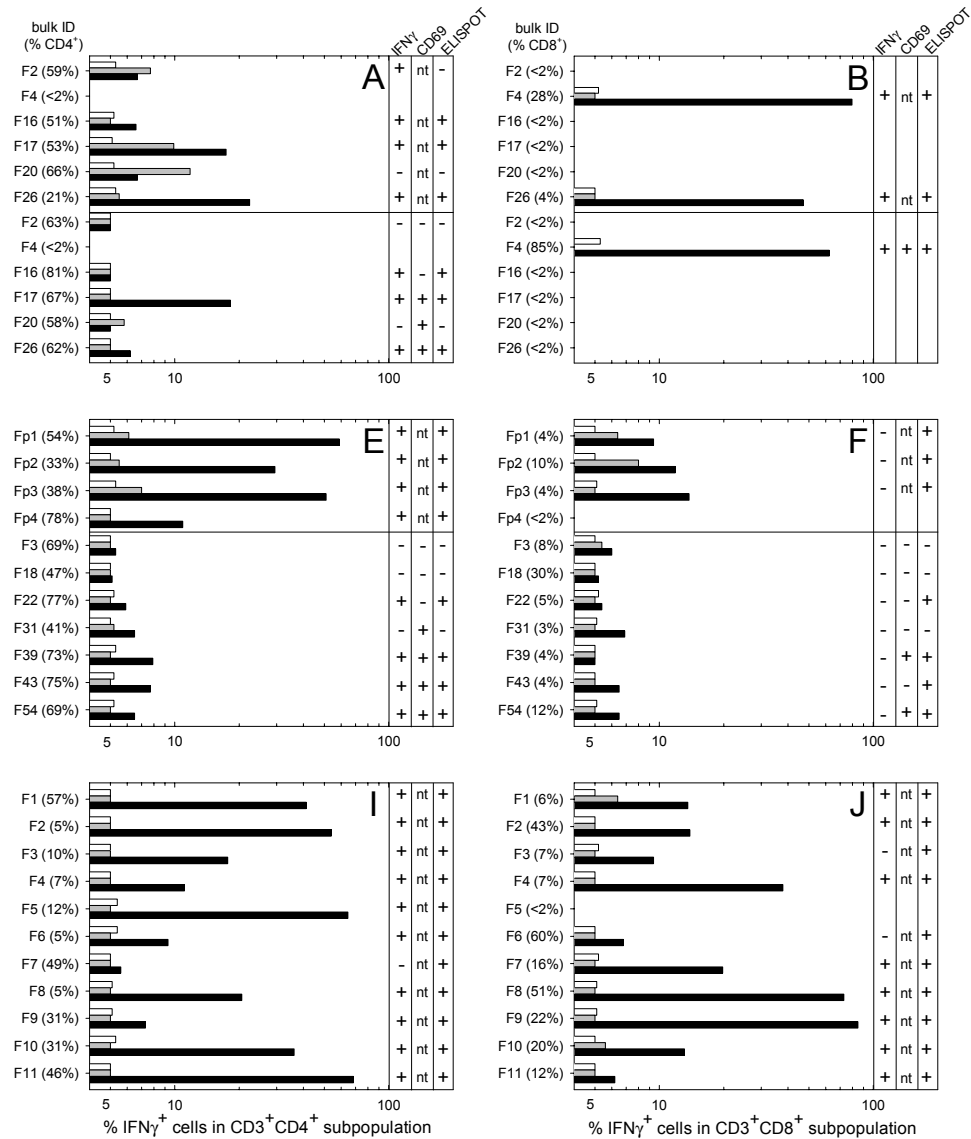 bulk ID
(% CD4+)
IFNγ
CD69
ELISPOT
A
F2 (59%) + nt -
F4 (<2%)
F16 (51%) + nt +
F17 (53%) + nt +
F20 (66%) - nt -
F26 (21%) + nt +
F2 (63%) - - -
F4 (<2%)
F16 (81%) + - +
F17 (67%) + + +
F20 (58%) - + -
F26 (62%) + + +
5 10 100
bulk ID
(% CD8+)
IFNγ
CD69
ELISPOT
B
F2 (<2%)
F4 (28%) + nt +
F16 (<2%)
F17 (<2%)
F20 (<2%)
F26 (4%) + nt +
F2 (<2%)
F4 (85%) + + +
F16 (<2%)
F17 (<2%)
F20 (<2%)
F26 (<2%)
5 10 100
E
Fp1 (54%) + nt +
Fp2 (33%) + nt +
Fp3 (38%) + nt +
Fp4 (78%) + nt +
F3 (69%) - - -
F18 (47%) - - -
F22 (77%) + - +
F31 (41%) - + -
F39 (73%) + + +
F43 (75%) + + +
F54 (69%) + + +
5 10 100
F
Fp1 (4%) - nt +
Fp2 (10%) - nt +
Fp3 (4%) - nt +
Fp4 (<2%)
F3 (8%) - - -
F18 (30%) - - -
F22 (5%) - - +
F31 (3%) - - -
F39 (4%) - + +
F43 (4%) - - +
F54 (12%) - + +
5 10 100
I
F1 (57%) + nt +
F2 (5%) + nt +
F3 (10%) + nt +
F4 (7%) + nt +
F5 (12%) + nt +
F6 (5%) + nt +
F7 (49%) - nt +
F8 (5%) + nt +
F9 (31%) + nt +
F10 (31%) + nt +
F11 (46%) + nt +
5 10 100
% IFNγ+ cells in CD3+CD4+ subpopulation
J
F1 (6%) + nt +
F2 (43%) + nt +
F3 (7%) - nt +
F4 (7%) + nt +
F5 (<2%)
F6 (60%) - nt +
F7 (16%) + nt +
F8 (51%) + nt +
F9 (22%) + nt +
F10 (20%) + nt +
F11 (12%) + nt +
5 10 100
% IFNγ+ cells in CD3+CD8+ subpopulation